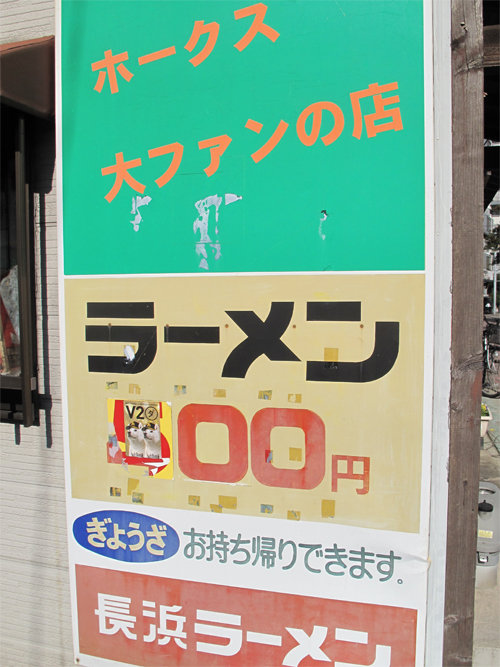 ホークス
大ファンの店
ラーメン
V2 ダ
00円
ぎょうざ お持ち帰りできます。
長浜ラーメン